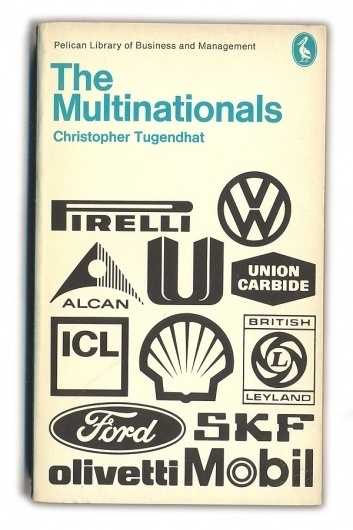 Pelican Library of Business and Management
The
Multinationals
Christopher Tugendhat
PIRELLI
VW
ALCAN
U
UNION
CARBIDE
ICL
BRITISH
L
LEYLAND
Ford
SKF
olivetti Mobil